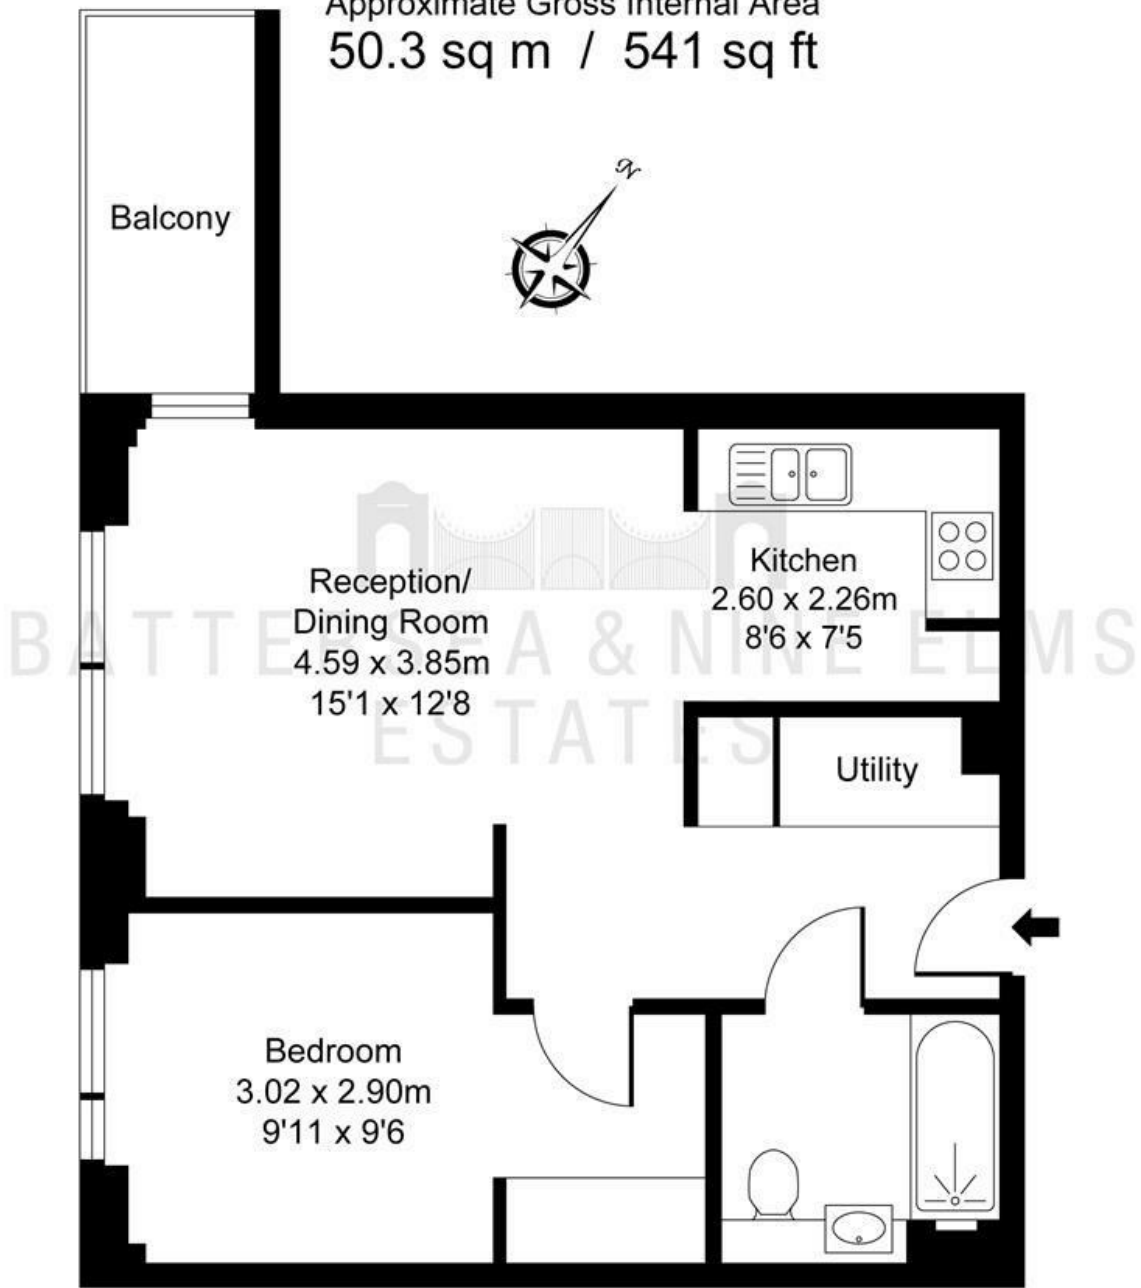 Approximate Gross Internal Area
50.3 sq m / 541 sq ft
N
Balcony
Reception/
Dining Room
4.59 x 3.85m
15'1 x 12'8
Kitchen
2.60 x 2.26m
8'6 x 7'5
BATTERSEA & NINE ELMS
ESTATES
Utility
Bedroom
3.02 x 2.90m
9'11 x 9'6